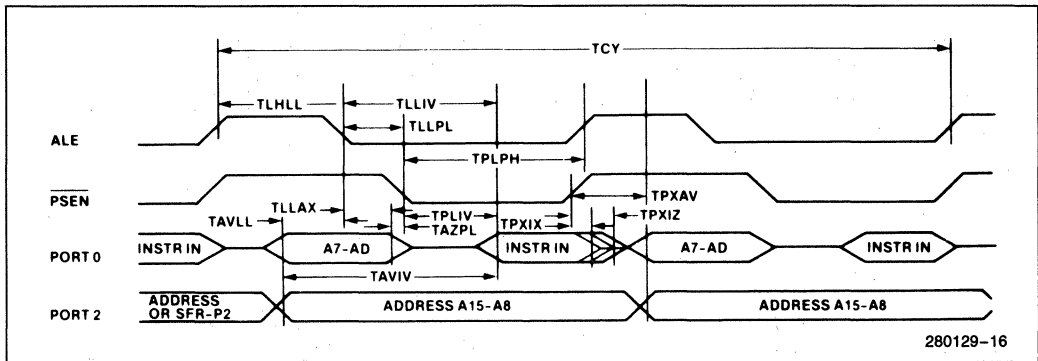 TCY
TLHLL
TLLIV
TLLPL
ALE
TPLPH
PSEN
TLLAX
TPXAV
TAVLL
TPLIV
TPXIZ
TAZPL
TPXIX
PORT 0
INSTR IN
A7-AD
INSTR IN
A7-AD
INSTR IN
TAVIV
PORT 2
ADDRESS
OR SFR-P2
ADDRESS A15-A8
ADDRESS A15-A8
280129-16